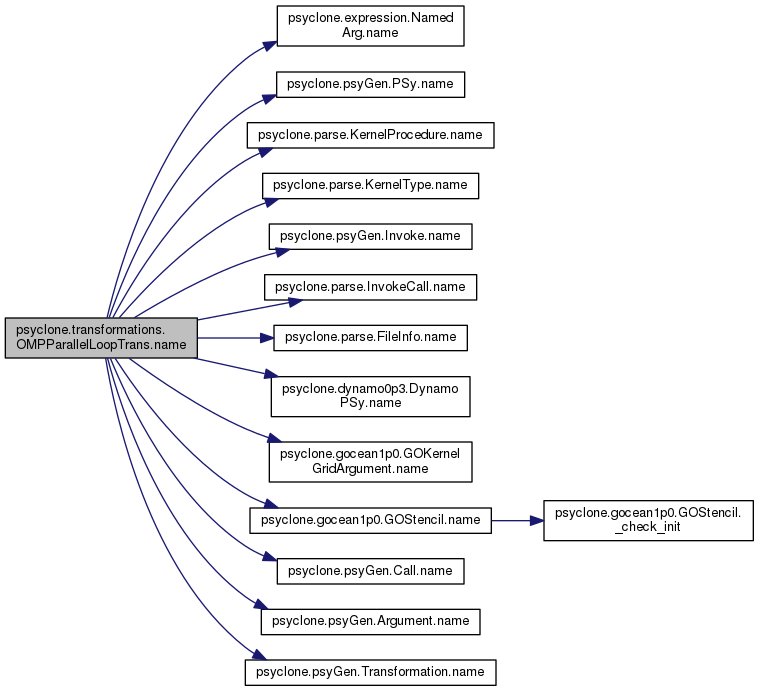 psyclone.expression.Named
Arg.name
psyclone.psyGen.PSy.name
psyclone.parse.KernelProcedure.name
psyclone.parse.KernelType.name
psyclone.psyGen.Invoke.name
psyclone.parse.InvokeCall.name
psyclone.transformations.
OMPParallelLoopTrans.name
psyclone.parse.FileInfo.name
psyclone.dynamo0p3.Dynamo
PSy.name
psyclone.gocean1p0.GOKernel
GridArgument.name
psyclone.gocean1p0.GOStencil.name
psyclone.gocean1p0.GOStencil.
_check_init
psyclone.psyGen.Call.name
psyclone.psyGen.Argument.name
psyclone.psyGen.Transformation.name